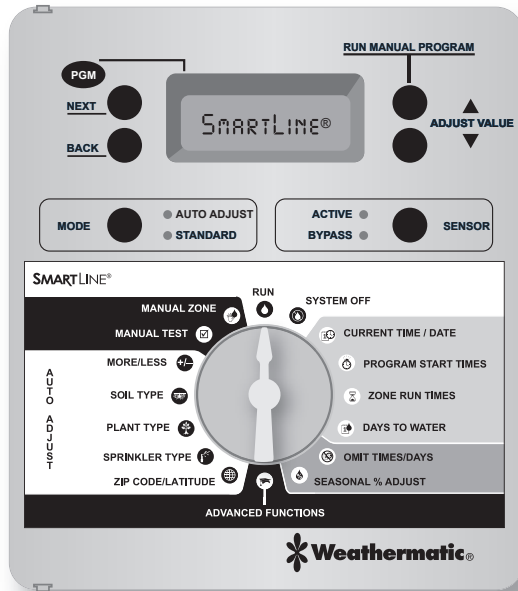 RUN MANUAL PROGRAM
PGM
NEXT
BACK
SMARTLINE®
ADJUST VALUE
MODE
AUTO ADJUST
STANDARD
ACTIVE
BYPASS
SENSOR
SMARTLINE®
RUN
SYSTEM OFF
MANUAL ZONE
MANUAL TEST
CURRENT TIME / DATE
PROGRAM START TIMES
ZONE RUN TIMES
DAYS TO WATER
OMIT TIMES/DAYS
SEASONAL % ADJUST
AUTO ADJUST
MORE/LESS
+/–
SOIL TYPE
PLANT TYPE
SPRINKLER TYPE
ZIP CODE/LATITUDE
ADVANCED FUNCTIONS
Weathermatic®